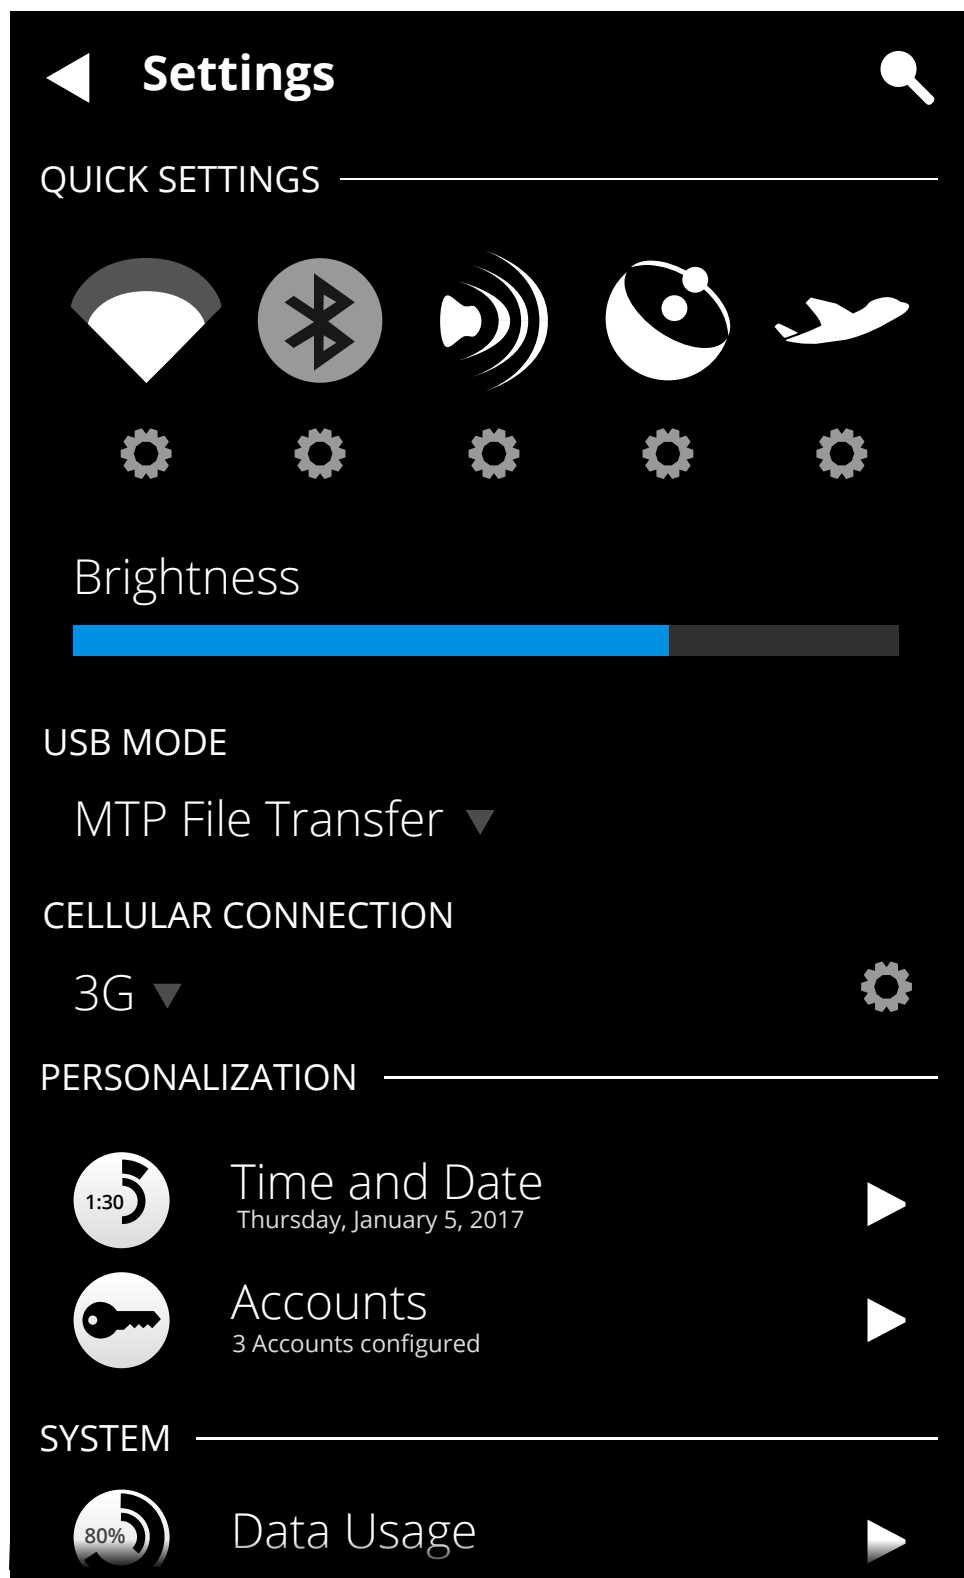 Settings
QUICK SETTINGS
Brightness
USB MODE
MTP File Transfer
CELLULAR CONNECTION
3G
PERSONALIZATION
1:30
Time and Date
Thursday, January 5, 2017
Accounts
3 Accounts configured
SYSTEM
80%
Data Usage